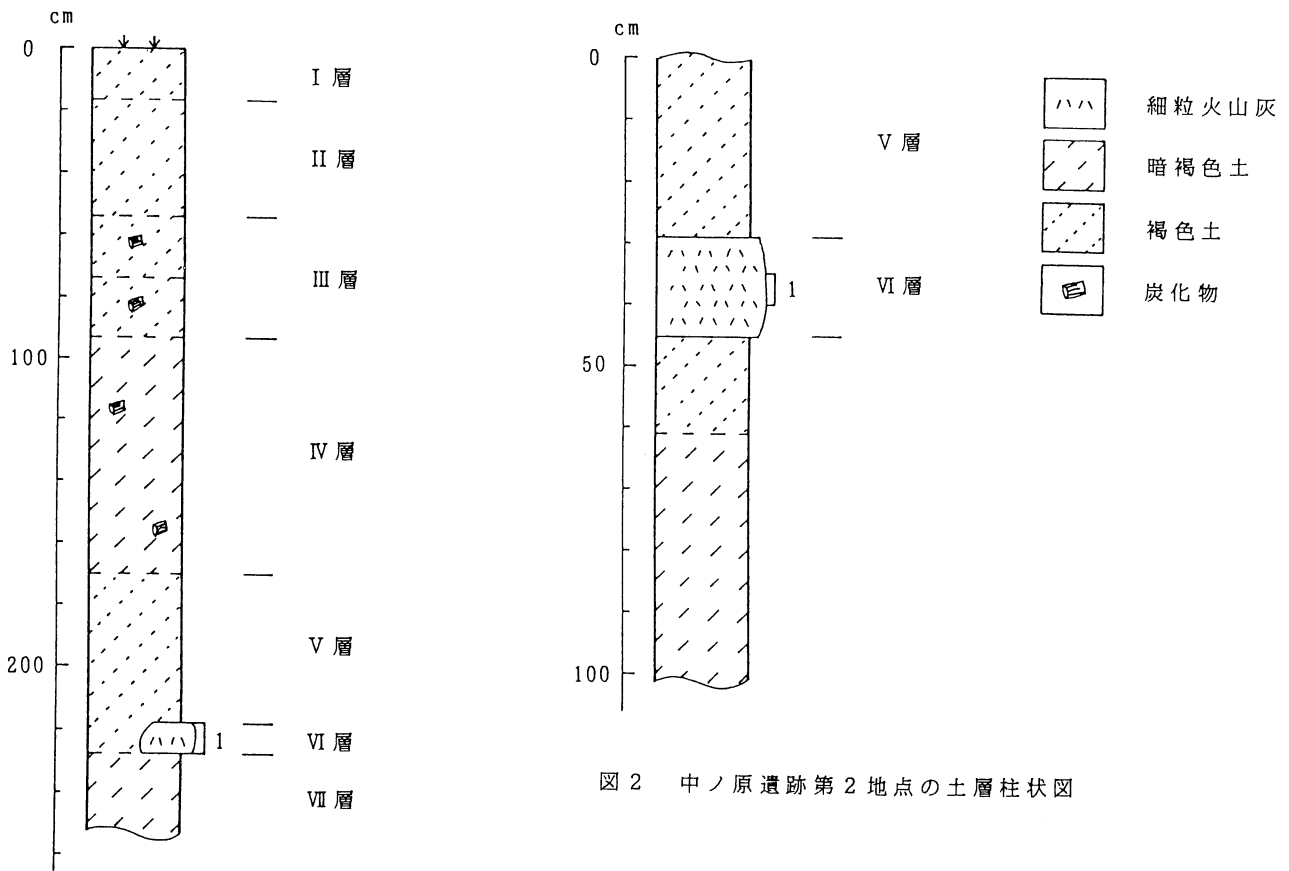 cm
0
100
200
I 層
II 層
III 層
IV 層
V 層
VI 層
VII 層
1
cm
0
50
100
V 層
VI 層
1
細粒火山灰
暗褐色土
褐色土
炭化物
図2 中ノ原遺跡第2地点の土層柱状図